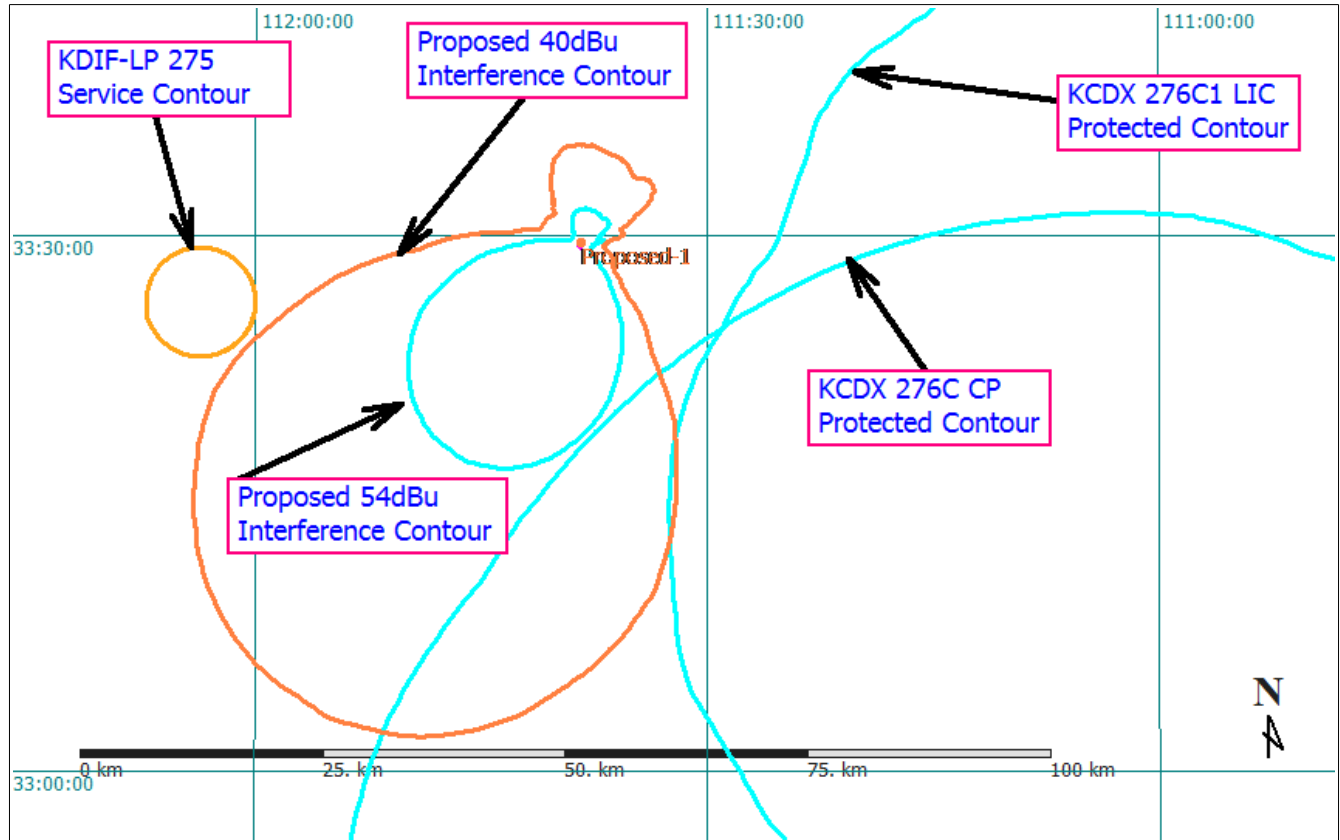 112:00:00
111:30:00
111:00:00
KDIF-LP 275
Service Contour
Proposed 40dBu
Interference Contour
KCDX 276C1 LIC
Protected Contour
33:30:00
Proposed-1
KCDX 276C CP
Protected Contour
Proposed 54dBu
Interference Contour
N
0 km
25. km
50. km
75. km
100 km
33:00:00